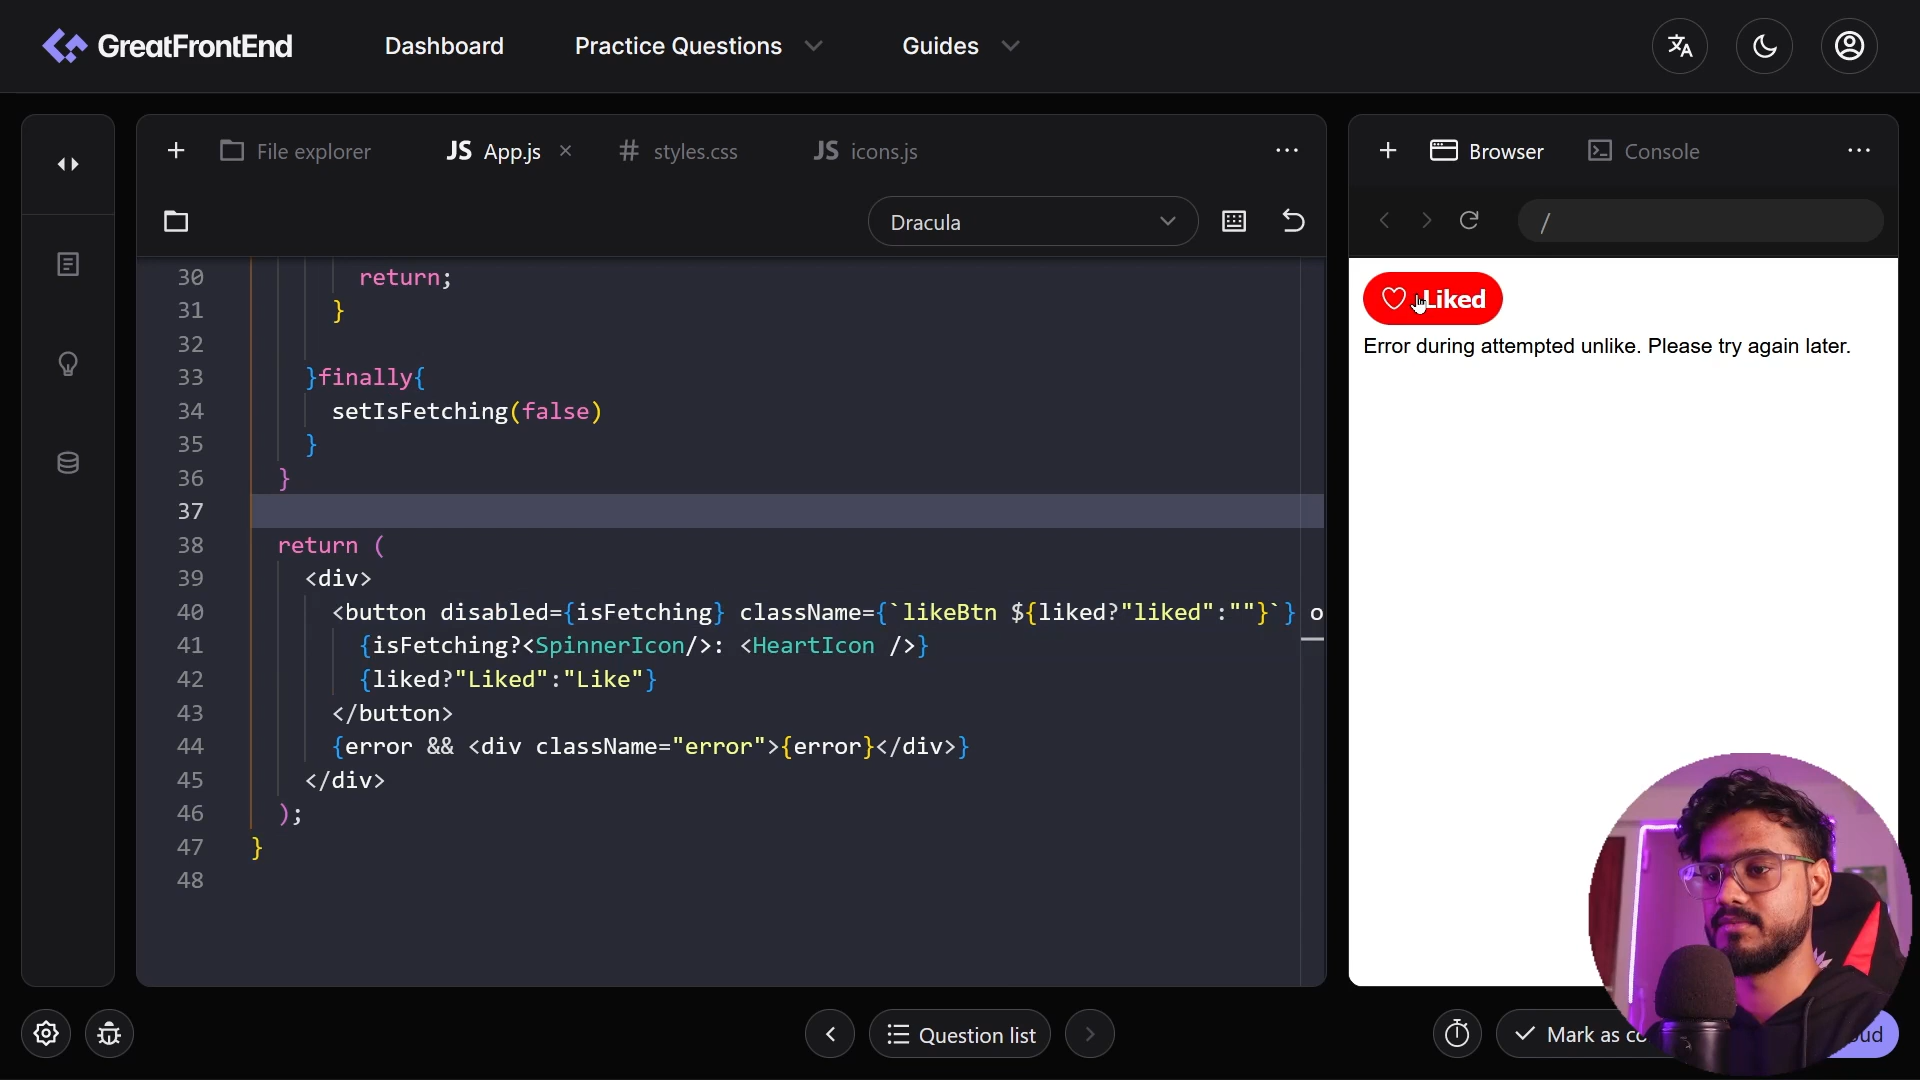 GreatFrontEnd
Dashboard
Practice Questions
Guides
File explorer
JS App.js
# styles.css
JS icons.js
Browser
Console
Dracula
/
30 return;
31 }
32
33 }finally{
34 setIsFetching(false)
35 }
36 }
37
38 return (
39 <div>
40 <button disabled={isFetching} className={`likeBtn ${liked?"liked":""}`} o
41 {isFetching?<SpinnerIcon/>: <HeartIcon />}
42 {liked?"Liked":"Like"}
43 </button>
44 {error && <div className="error">{error}</div>}
45 </div>
46 );
47 }
48
Liked
Error during attempted unlike. Please try again later.
Question list
Mark as